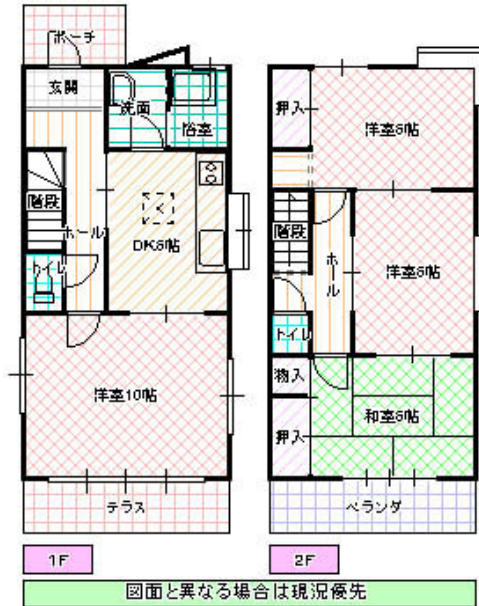 ポーチ
玄関
洗面
浴室
階段
ホール
DK6帖
トイレ
洋室10帖
テラス
1F
押入
洋室6帖
階段
ホール
洋室6帖
トイレ
物入
和室6帖
押入
ベランダ
2F
図面と異なる場合は現況優先